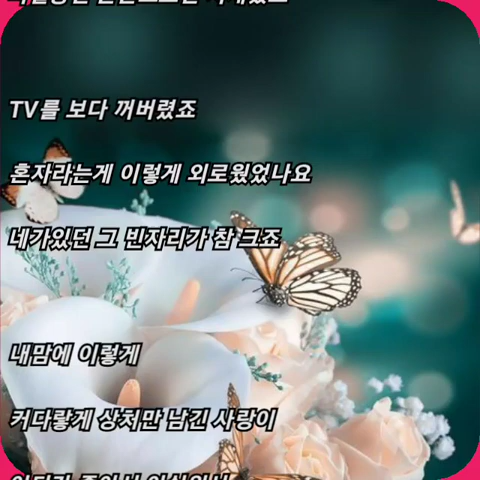 TV를 보다 꺼버렸죠
혼자라는게 이렇게 외로웠었나요
네가있던 그 빈자리가 참 크죠
내맘에 이렇게
커다랗게 상처만 남긴 사랑이